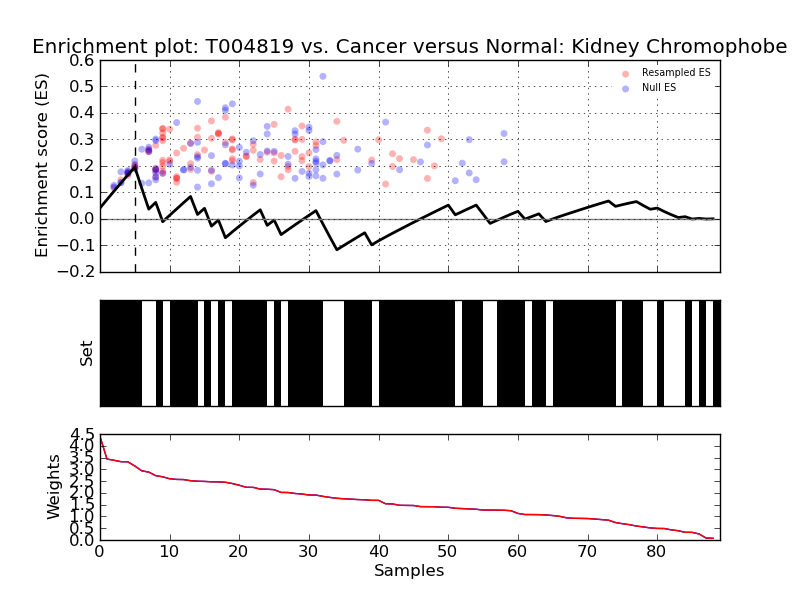 Enrichment plot: T004819 vs. Cancer versus Normal: Kidney Chromophobe
Enrichment score (ES)
0.6
0.5
0.4
0.3
0.2
0.1
0.0
−0.1
−0.2
Resampled ES
Null ES
Set
Weights
4.5
4.0
3.5
3.0
2.5
2.0
1.5
1.0
0.5
0.0
0 10 20 30 40 50 60 70 80
Samples